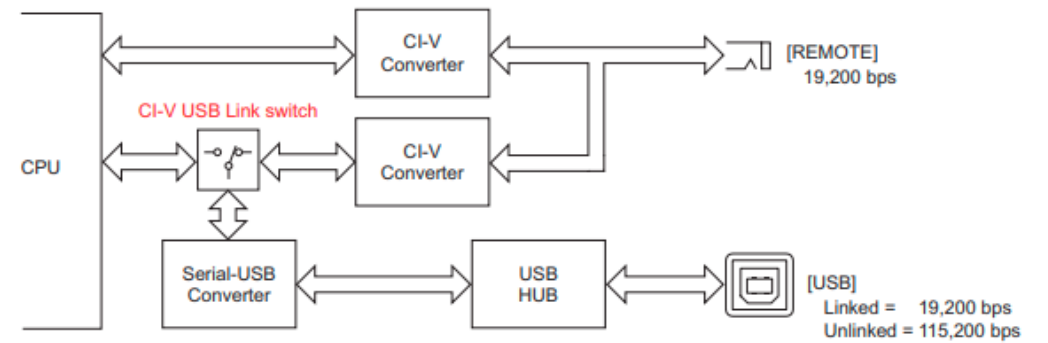 CI-V
Converter
[REMOTE]
19,200 bps
CI-V USB Link switch
CPU
CI-V
Converter
Serial-USB
Converter
USB
HUB
[USB]
Linked = 19,200 bps
Unlinked = 115,200 bps